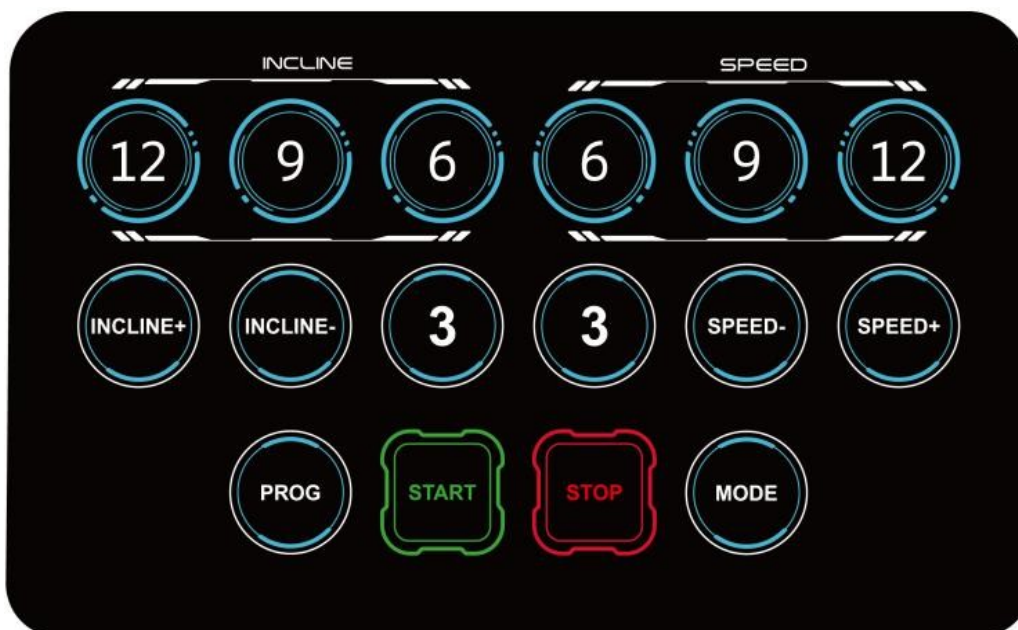 INCLINE SPEED
12 9 6 6 9 12
INCLINE+ INCLINE- 3 3 SPEED- SPEED+
PROG START STOP MODE